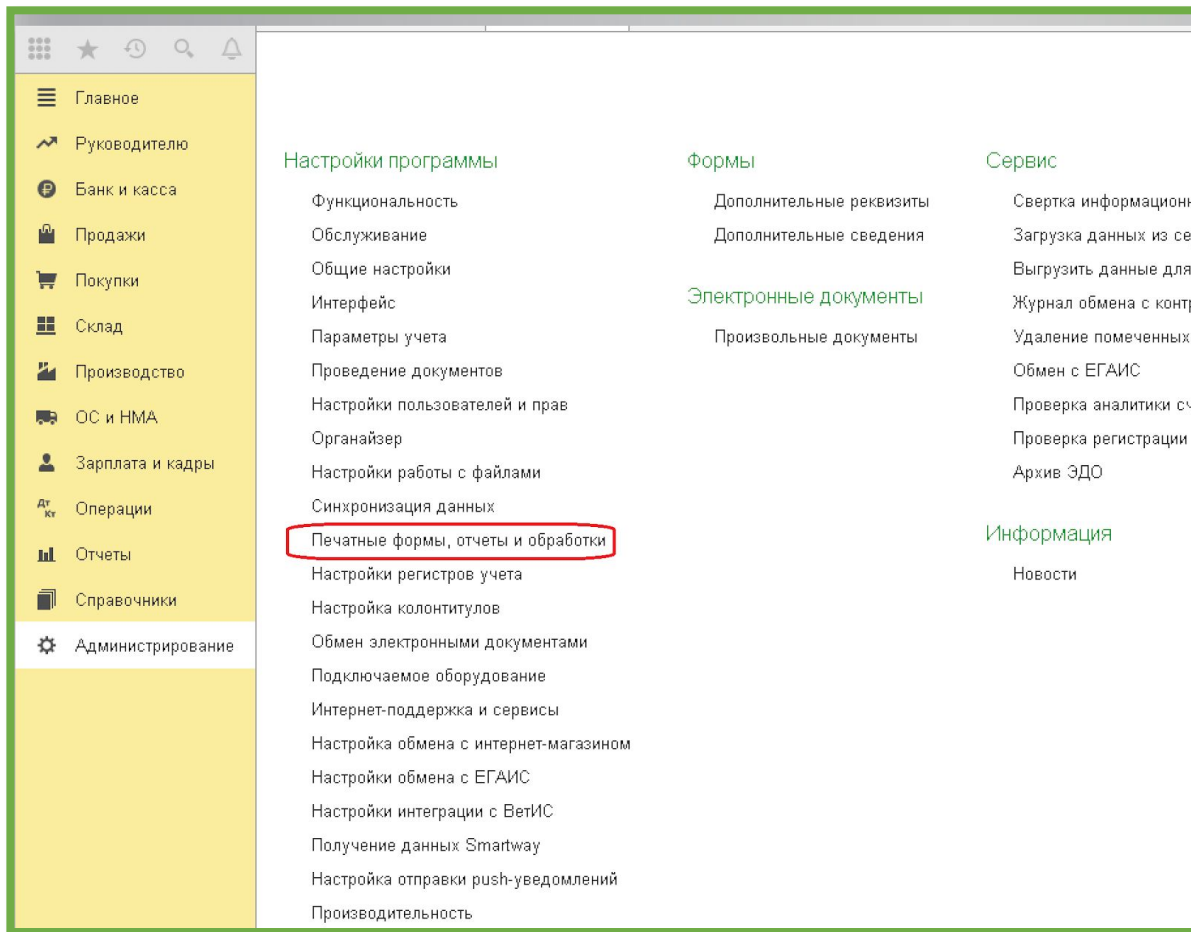 Главное
Руководителю
Банк и касса
Продажи
Покупки
Склад
Производство
ОС и НМА
Зарплата и кадры
Дт Кт Операции
Отчеты
Справочники
Администрирование
Настройки программы
Функциональность
Обслуживание
Общие настройки
Интерфейс
Параметры учета
Проведение документов
Настройки пользователей и прав
Органайзер
Настройки работы с файлами
Синхронизация данных
Печатные формы, отчеты и обработки
Настройки регистров учета
Настройка колонтитулов
Обмен электронными документами
Подключаемое оборудование
Интернет-поддержка и сервисы
Настройка обмена с интернет-магазином
Настройки обмена с ЕГАИС
Настройки интеграции с ВетИС
Получение данных Smartway
Настройка отправки push-уведомлений
Производительность
Формы
Дополнительные реквизиты
Дополнительные сведения
Электронные документы
Произвольные документы
Сервис
Свертка информацион
Загрузка данных из се
Выгрузить данные для
Журнал обмена с конт
Удаление помеченных
Обмен с ЕГАИС
Проверка аналитики сч
Проверка регистрации
Архив ЭДО
Информация
Новости